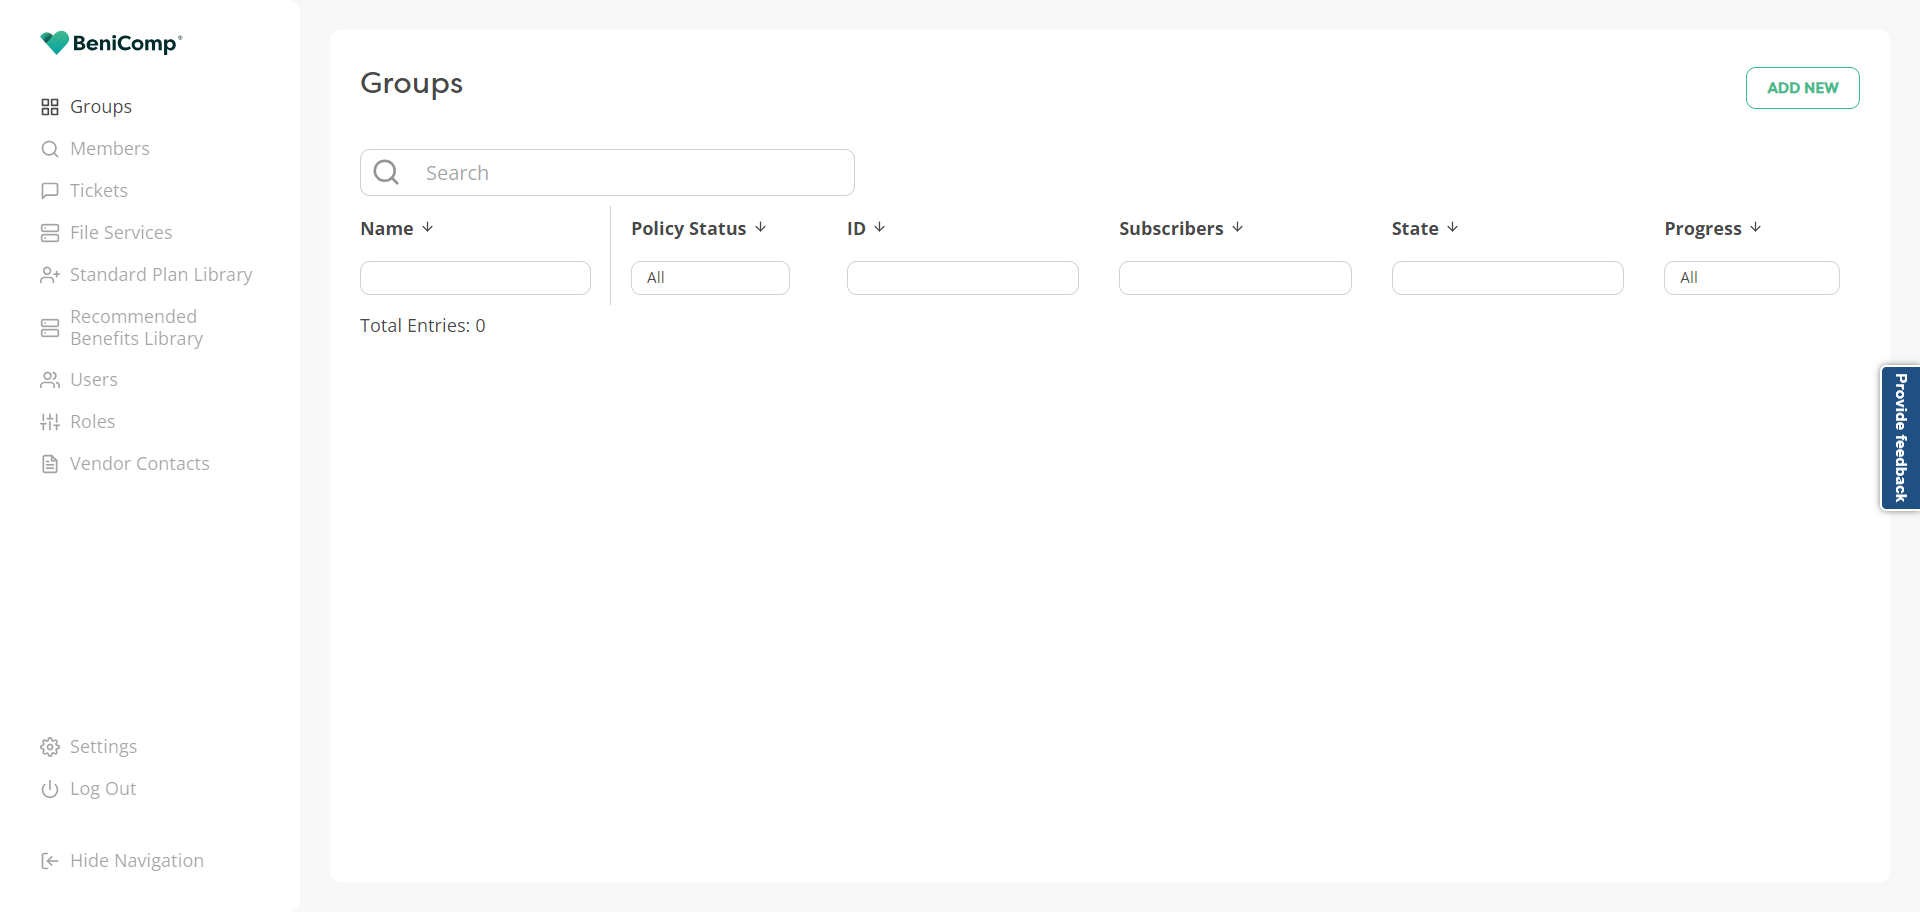 BeniComp®
Groups
Members
Tickets
File Services
Standard Plan Library
Recommended
Benefits Library
Users
Roles
Vendor Contacts
Settings
Log Out
Hide Navigation
Groups
ADD NEW
Search
Name Policy Status ID Subscribers State Progress
All All
Total Entries: 0
Provide feedback